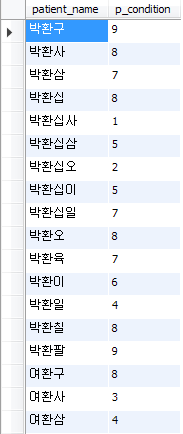 patient_name p_condition
박환구 9
박환사 8
박환삼 7
박환십 8
박환십사 1
박환십삼 5
박환십오 2
박환십이 5
박환십일 7
박환오 8
박환육 7
박환이 6
박환일 4
박환칠 8
박환팔 9
여환구 8
여환사 3
여환삼 4